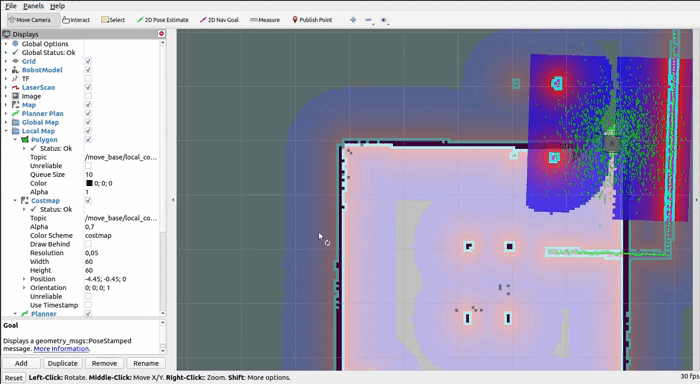 File Panels Help
Move Camera Interact Select 2D Pose Estimate 2D Nav Goal Measure Publish Point
Displays
Global Options
Global Status: Ok
Grid
RobotModel
TF
LaserScan
Image
Map
Planner Plan
Global Map
Local Map
Polygon
Status: Ok
Topic /move_base/local_co...
Unreliable
Queue Size 10
Color 0; 0; 0
Alpha 1
Costmap
Status: Ok
Topic /move_base/local_co...
Alpha 0,7
Color Scheme costmap
Draw Behind
Resolution 0,05
Width 60
Height 60
Position -4.45; -0.45; 0
Orientation 0; 0; 0; 1
Unreliable
Use Timestamp
Planner
Goal
Displays a geometry_msgs::PoseStamped
message. More Information.
Add Duplicate Remove Rename
Reset Left-Click: Rotate. Middle-Click: Move X/Y. Right-Click:: Zoom. Shift: More options. 30 fps